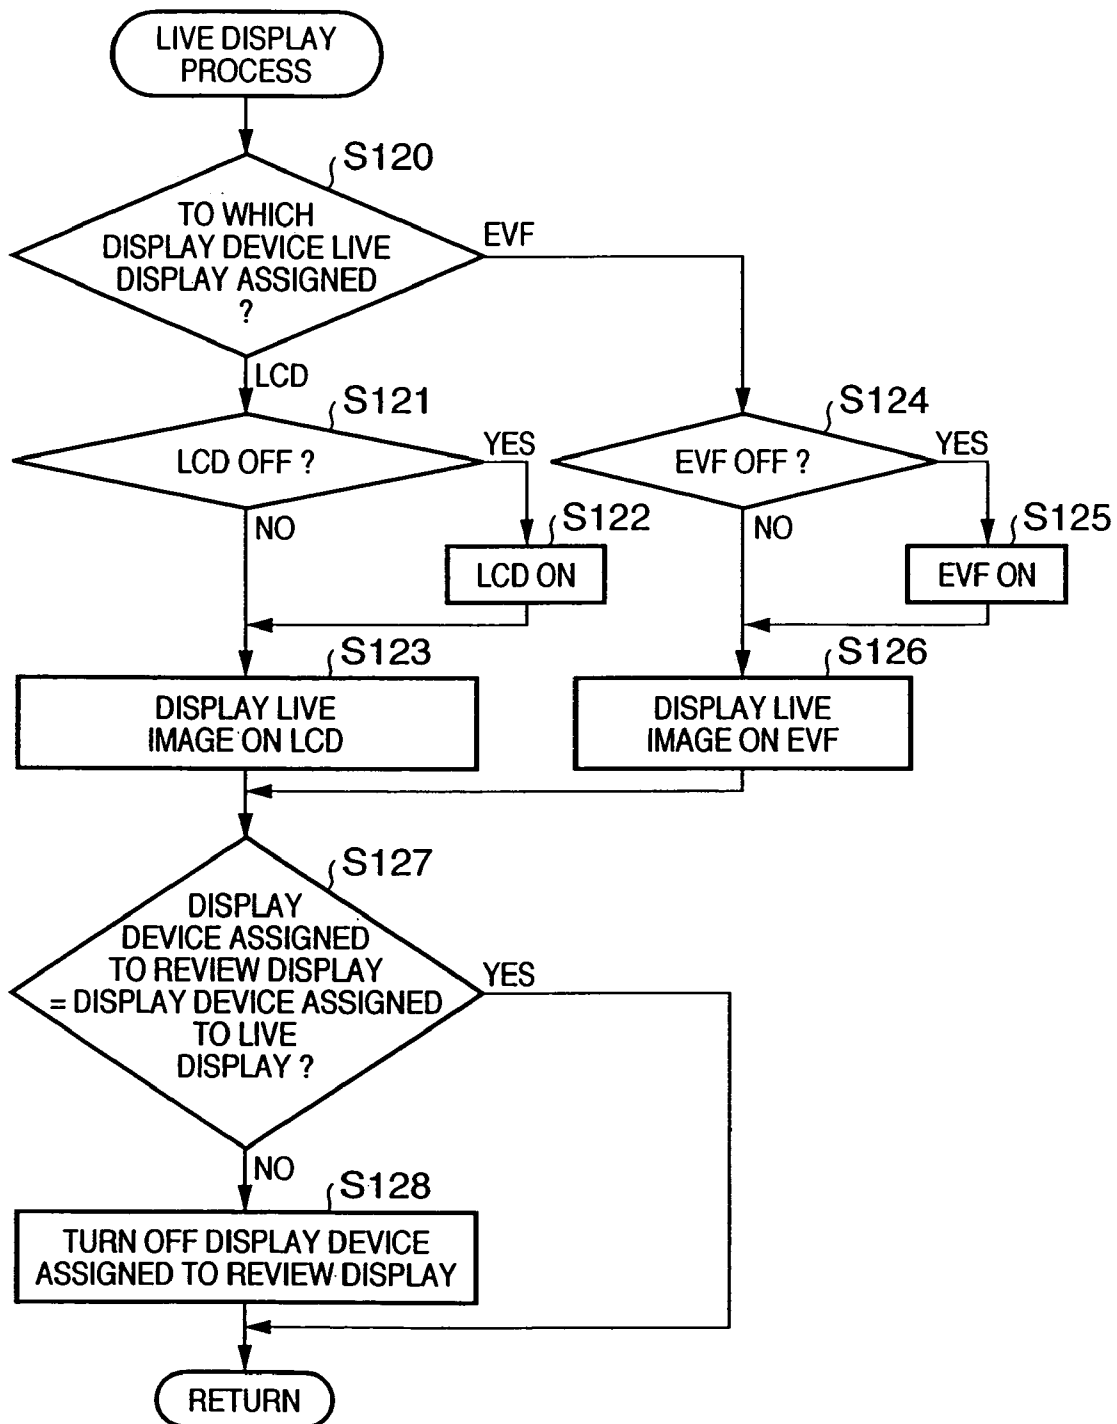 LIVE DISPLAY
PROCESS
S120
TO WHICH
DISPLAY DEVICE LIVE
DISPLAY ASSIGNED
?
EVF
LCD
S121
LCD OFF ?
YES
NO
S122
LCD ON
S123
DISPLAY LIVE
IMAGE ON LCD
S124
EVF OFF ?
YES
NO
S125
EVF ON
S126
DISPLAY LIVE
IMAGE ON EVF
S127
DISPLAY
DEVICE ASSIGNED
TO REVIEW DISPLAY
= DISPLAY DEVICE ASSIGNED
TO LIVE
DISPLAY ?
YES
NO
S128
TURN OFF DISPLAY DEVICE
ASSIGNED TO REVIEW DISPLAY
RETURN